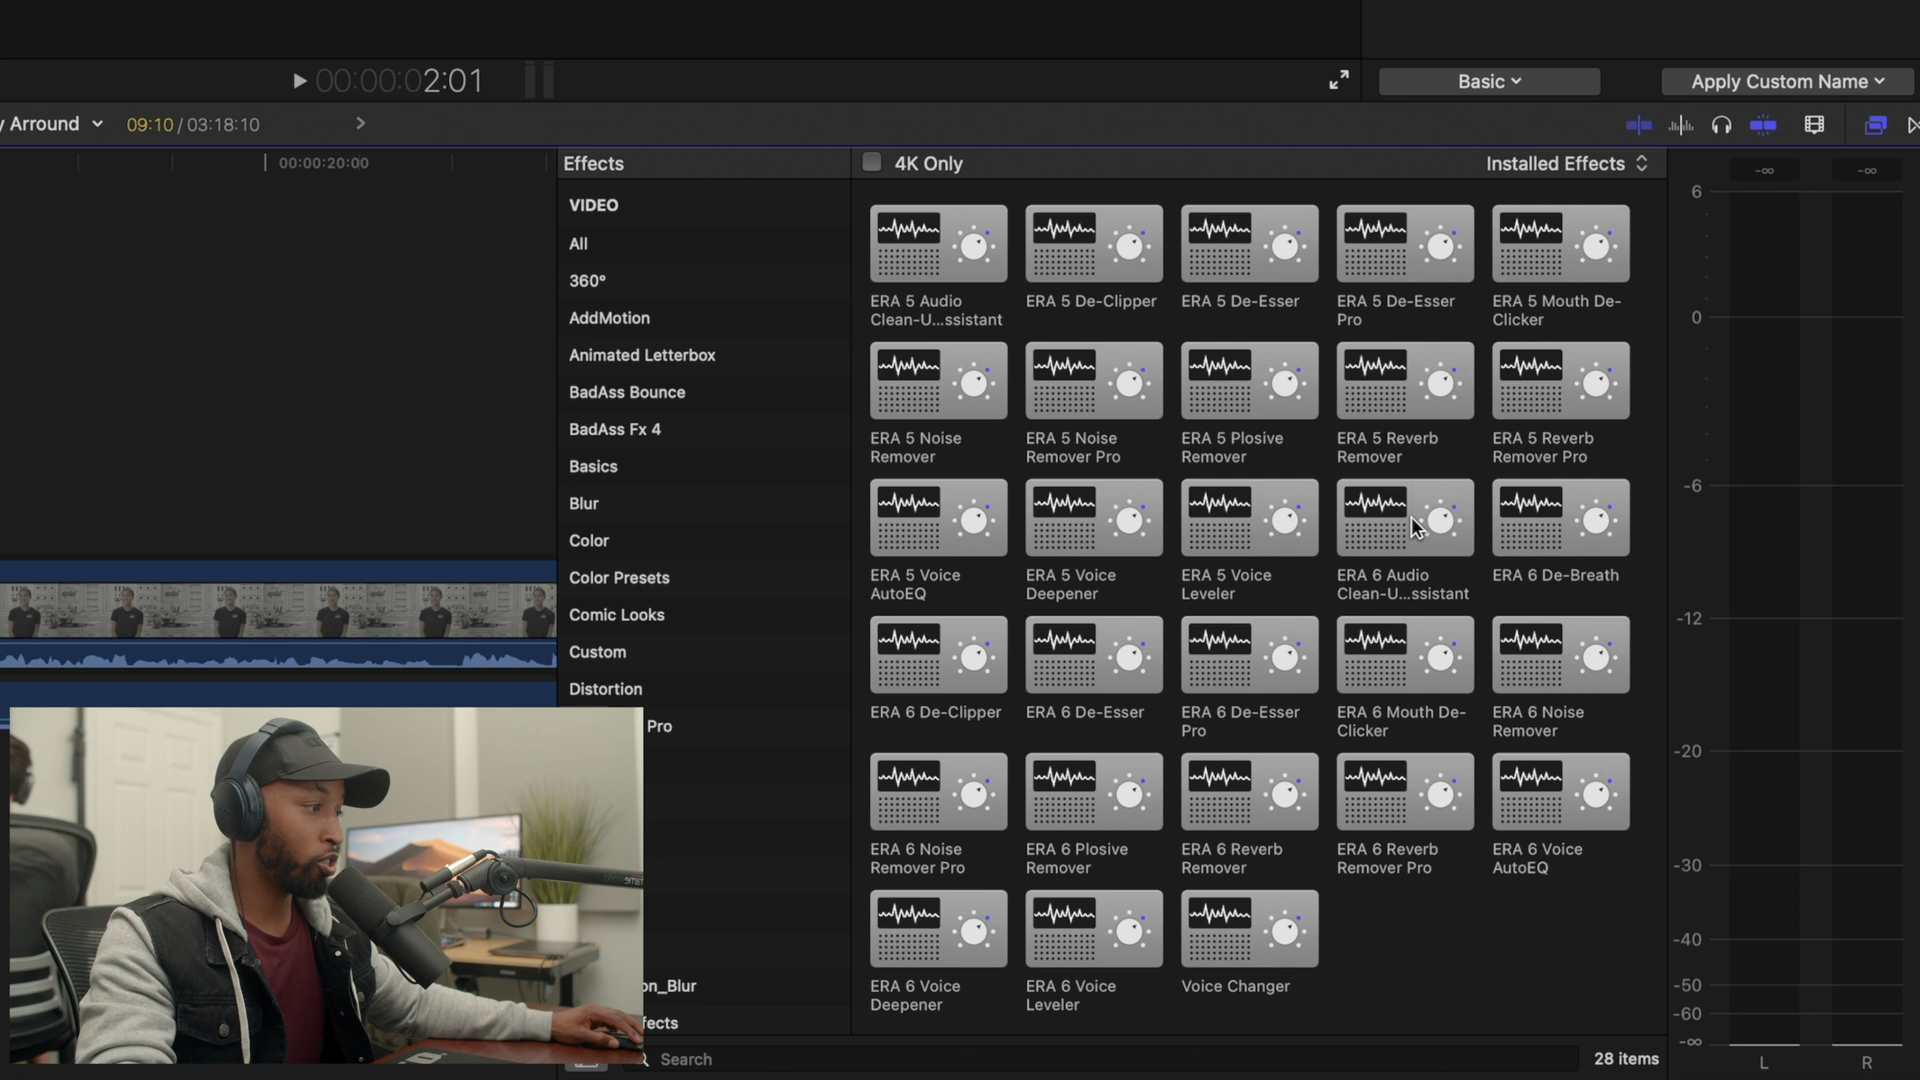 00:00:02:01
Basic
Apply Custom Name
y Arround
09:10 / 03:18:10
00:00:20:00
Effects
4K Only
Installed Effects
VIDEO
All
360°
AddMotion
Animated Letterbox
BadAss Bounce
BadAss Fx 4
Basics
Blur
Color
Color Presets
Comic Looks
Custom
Distortion
Pro
on_Blur
fects
ERA 5 Audio
Clean-U...ssistant
ERA 5 De-Clipper
ERA 5 De-Esser
ERA 5 De-Esser
Pro
ERA 5 Mouth De-
Clicker
ERA 5 Noise
Remover
ERA 5 Noise
Remover Pro
ERA 5 Plosive
Remover
ERA 5 Reverb
Remover
ERA 5 Reverb
Remover Pro
ERA 5 Voice
AutoEQ
ERA 5 Voice
Deepener
ERA 5 Voice
Leveler
ERA 6 Audio
Clean-U...ssistant
ERA 6 De-Breath
ERA 6 De-Clipper
ERA 6 De-Esser
ERA 6 De-Esser
Pro
ERA 6 Mouth De-
Clicker
ERA 6 Noise
Remover
ERA 6 Noise
Remover Pro
ERA 6 Plosive
Remover
ERA 6 Reverb
Remover
ERA 6 Reverb
Remover Pro
ERA 6 Voice
AutoEQ
ERA 6 Voice
Deepener
ERA 6 Voice
Leveler
Voice Changer
Search
28 items
-∞
-∞
6
0
-6
-12
-20
-30
-40
-50
-60
-∞
L
R